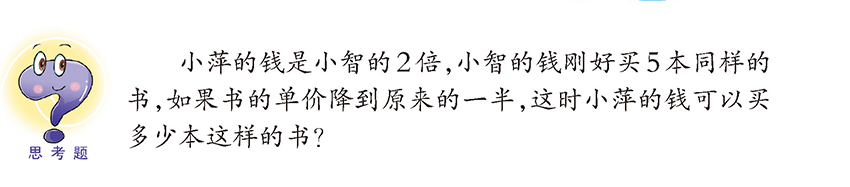 小萍的钱是小智的2倍,小智的钱刚好买5本同样的
书,如果书的单价降到原来的一半,这时小萍的钱可以买
多少本这样的书?
思考题